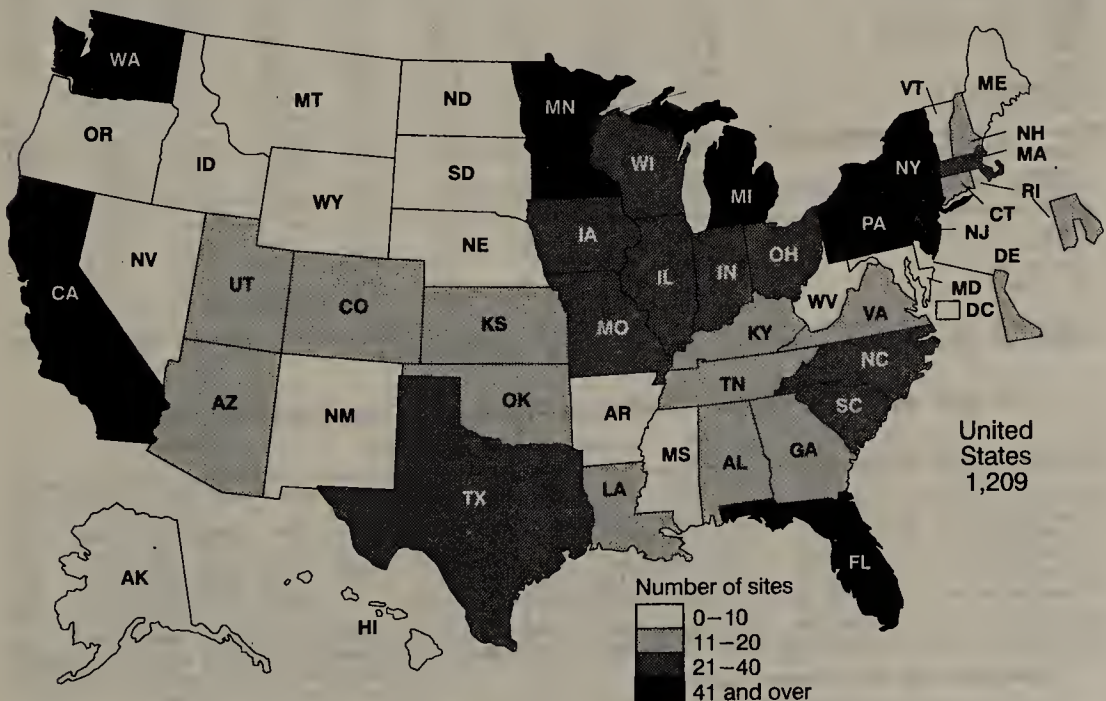 WA
MT
ND
MN
VT
ME
OR
ID
SD
WI
NY
NH
MA
WY
MI
RI
NV
NE
IA
PA
CT
NJ
DE
CA
UT
CO
IL
IN
OH
MD
DC
KS
MO
WV
VA
KY
AZ
NM
OK
TN
NC
AR
SC
MS
AL
GA
LA
TX
United
States
1,209
AK
HI
FL
Number of sites
0–10
11–20
21–40
41 and over